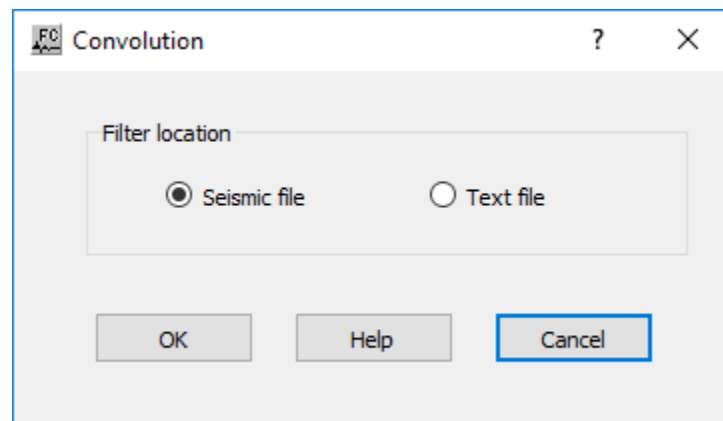 FC Convolution ?
Filter location
Seismic file Text file
OK Help Cancel